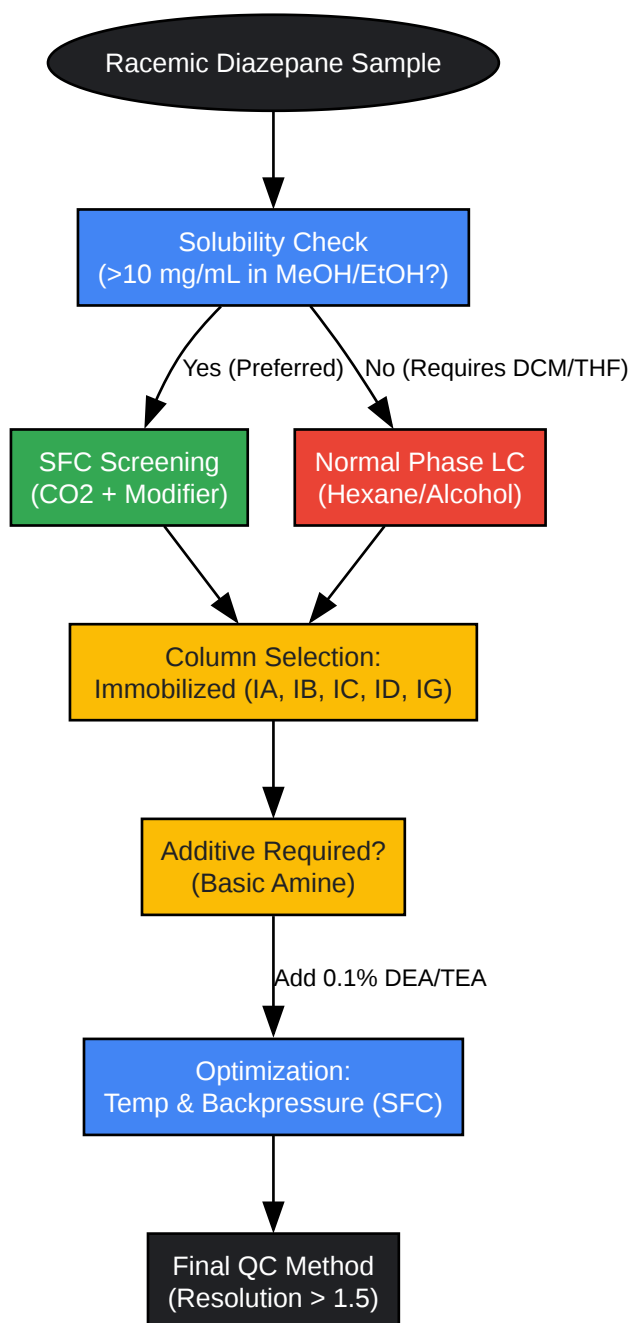 Racemic Diazepane Sample
Solubility Check
(>10 mg/mL in MeOH/EtOH?)
Yes (Preferred)
No (Requires DCM/THF)
SFC Screening
(CO2 + Modifier)
Normal Phase LC
(Hexane/Alcohol)
Column Selection:
Immobilized (IA, IB, IC, ID, IG)
Additive Required?
(Basic Amine)
Add 0.1% DEA/TEA
Optimization:
Temp & Backpressure (SFC)
Final QC Method
(Resolution > 1.5)